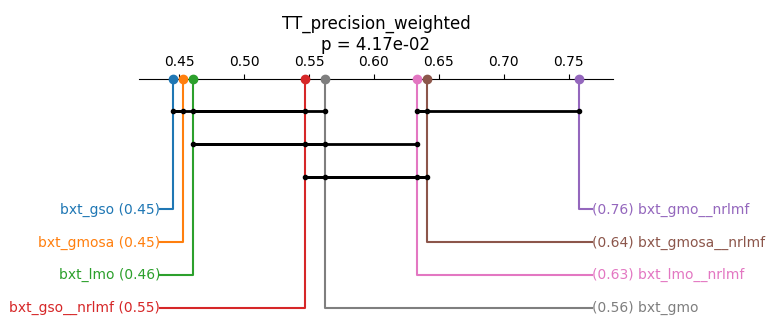 TT_precision_weighted
p = 4.17e-02
0.45 0.50 0.55 0.60 0.65 0.70 0.75
bxt_gso (0.45) (0.76) bxt_gmo__nrlmf
bxt_gmosa (0.45) (0.64) bxt_gmosa__nrlmf
bxt_lmo (0.46) (0.63) bxt_lmo__nrlmf
bxt_gso__nrlmf (0.55) (0.56) bxt_gmo